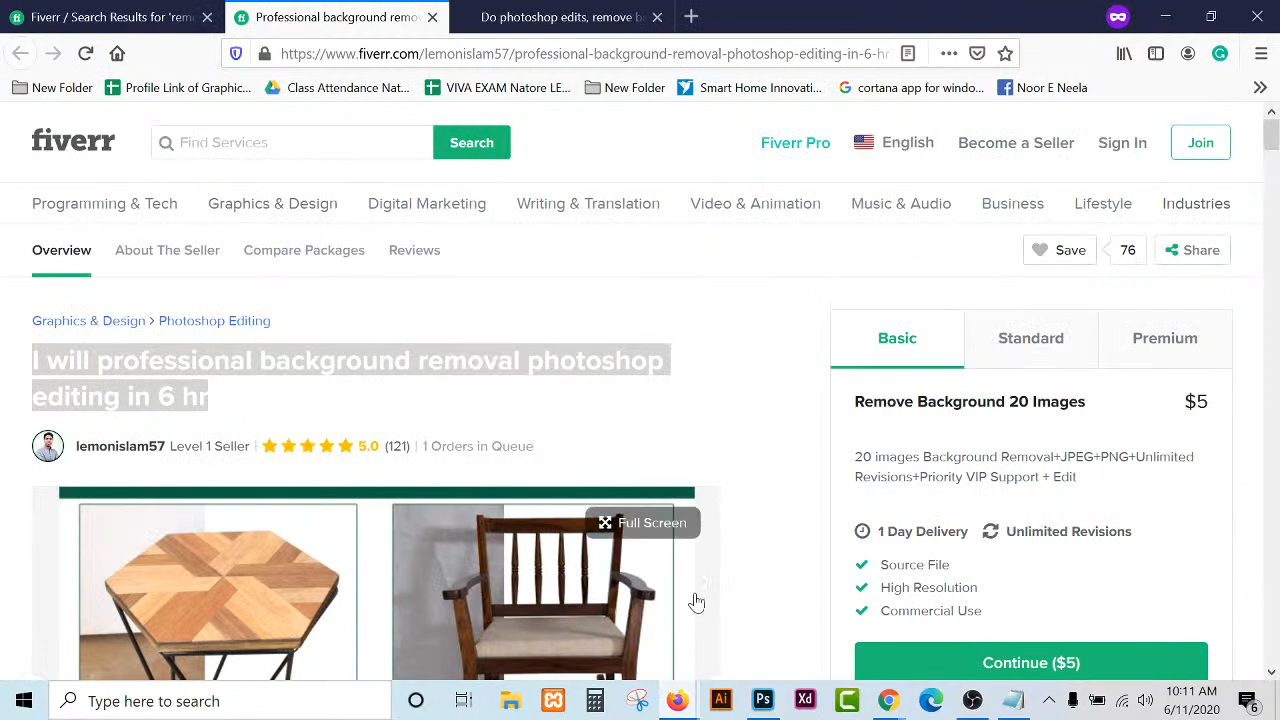 Fiverr / Search Results for 'rem
Professional background remov
Do photoshop edits, remove ba
https://www.fiverr.com/lemonislam57/professional-background-removal-photoshop-editing-in-6-hr
New Folder
Profile Link of Graphic...
Class Attendance Nat...
VIVA EXAM Natore LE...
New Folder
Smart Home Innovati...
cortana app for windo...
Noor E Neela
fiverr
Find Services
Search
Fiverr Pro
English
Become a Seller
Sign In
Join
Programming & Tech
Graphics & Design
Digital Marketing
Writing & Translation
Video & Animation
Music & Audio
Business
Lifestyle
Industries
Overview
About The Seller
Compare Packages
Reviews
Save
76
Share
Graphics & Design > Photoshop Editing
I will professional background removal photoshop
editing in 6 hr
lemonislam57 Level 1 Seller | 5.0 (121) | 1 Orders in Queue
Full Screen
Basic
Standard
Premium
Remove Background 20 Images $5
20 images Background Removal+JPEG+PNG+Unlimited
Revisions+Priority VIP Support + Edit
1 Day Delivery Unlimited Revisions
Source File
High Resolution
Commercial Use
Continue ($5)
Type here to search
Ai
Ps
Xd
10:11 AM
6/11/2020
6